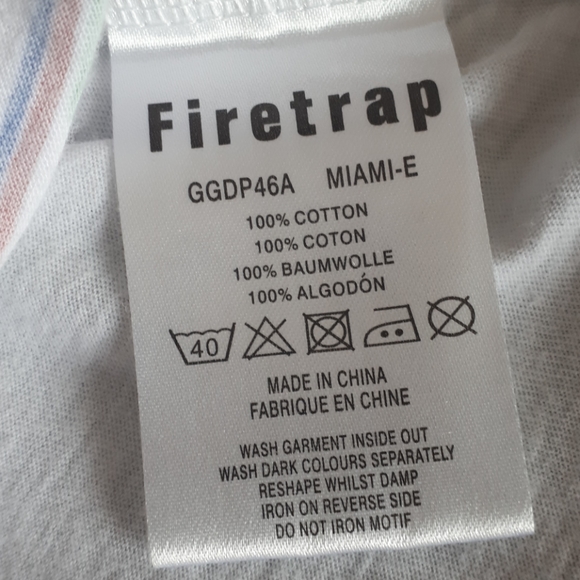 Firetrap
GGDP46A MIAMI-E
100% COTTON
100% COTON
100% BAUMWOLLE
100% ALGODÓN
40
MADE IN CHINA
FABRIQUE EN CHINE
WASH GARMENT INSIDE OUT
WASH DARK COLOURS SEPARATELY
RESHAPE WHILST DAMP
IRON ON REVERSE SIDE
DO NOT IRON MOTIF